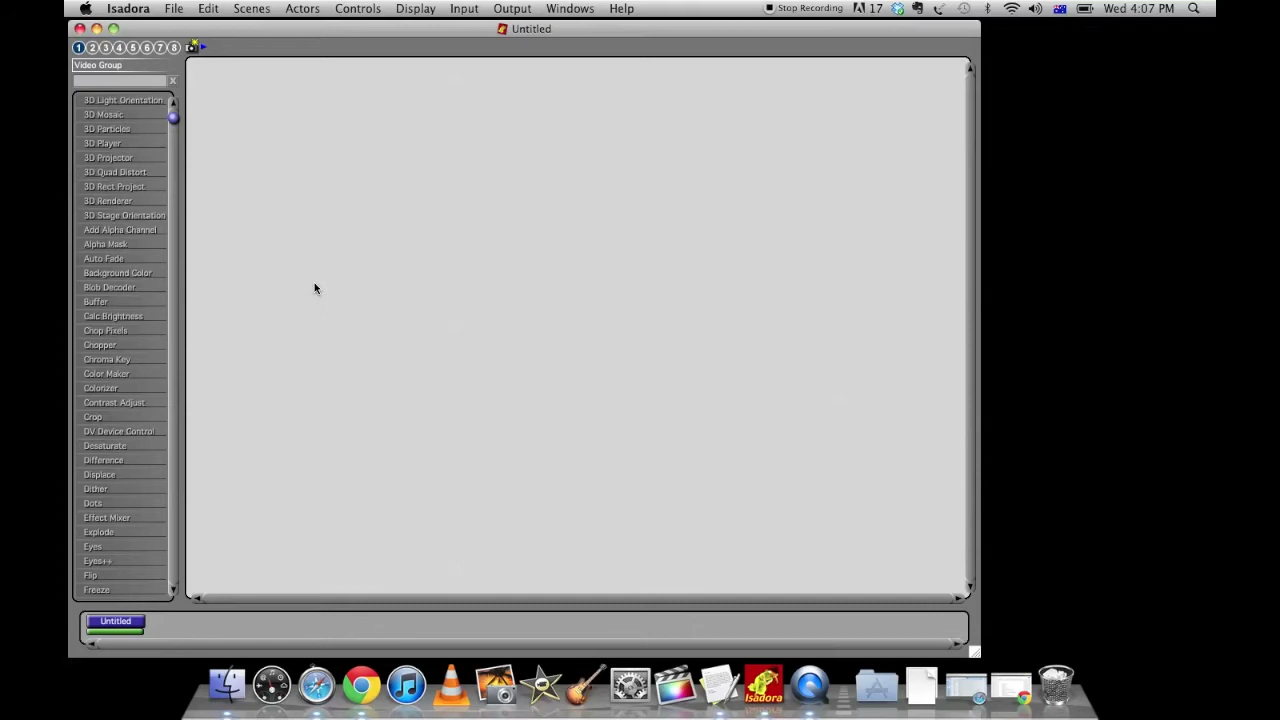 Isadora File Edit Scenes Actors Controls Display Input Output Windows Help Stop Recording 17 Wed 4:07 PM
Untitled
1 2 3 4 5 6 7 8
Video Group
X
3D Light Orientation
3D Mosaic
3D Particles
3D Player
3D Projector
3D Quad Distort
3D Rect Project
3D Renderer
3D Stage Orientation
Add Alpha Channel
Alpha Mask
Auto Fade
Background Color
Blob Decoder
Buffer
Calc Brightness
Chop Pixels
Chopper
Chroma Key
Color Maker
Colorizer
Contrast Adjust
Crop
DV Device Control
Desaturate
Difference
Displace
Dither
Dots
Effect Mixer
Explode
Eyes
Eyes++
Flip
Freeze
Untitled
Isadora